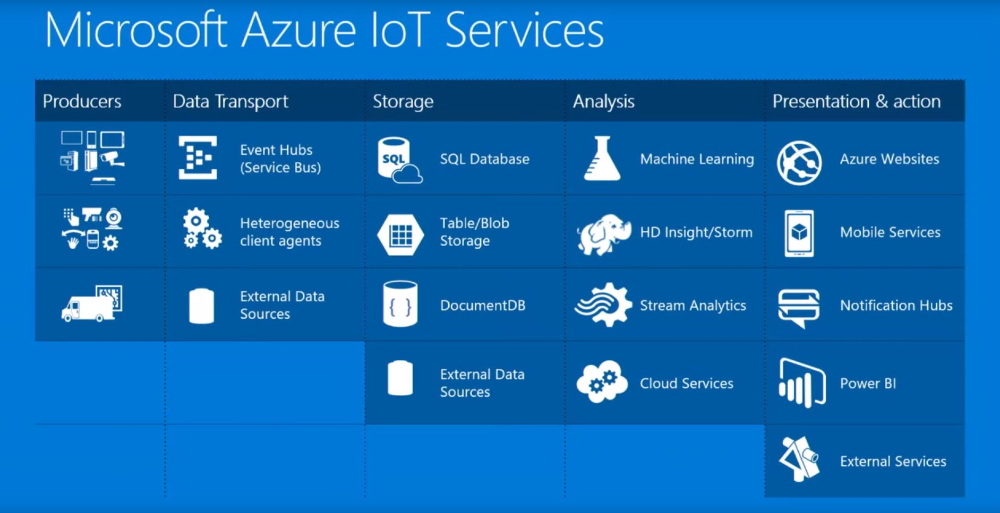 Microsoft Azure IoT Services
Producers
Data Transport
Storage
Analysis
Presentation & action
Event Hubs
(Service Bus)
SQL
SQL Database
Machine Learning
Azure Websites
Heterogeneous
client agents
Table/Blob
Storage
HD Insight/Storm
Mobile Services
External Data
Sources
{ }
DocumentDB
Stream Analytics
Notification Hubs
External Data
Sources
Cloud Services
Power BI
External Services